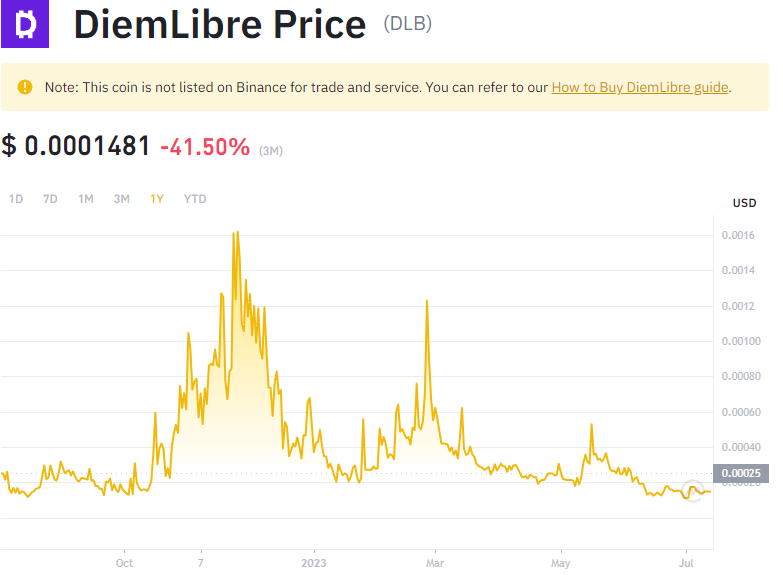 DiemLibre Price (DLB)
Note: This coin is not listed on Binance for trade and service. You can refer to our How to Buy DiemLibre guide.
$ 0.0001481 -41.50% (3M)
1D 7D 1M 3M 1Y YTD
USD
0.0016
0.0014
0.0012
0.00100
0.00080
0.00060
0.00040
0.00025
0.00020
Oct 7 2023 Mar May Jul